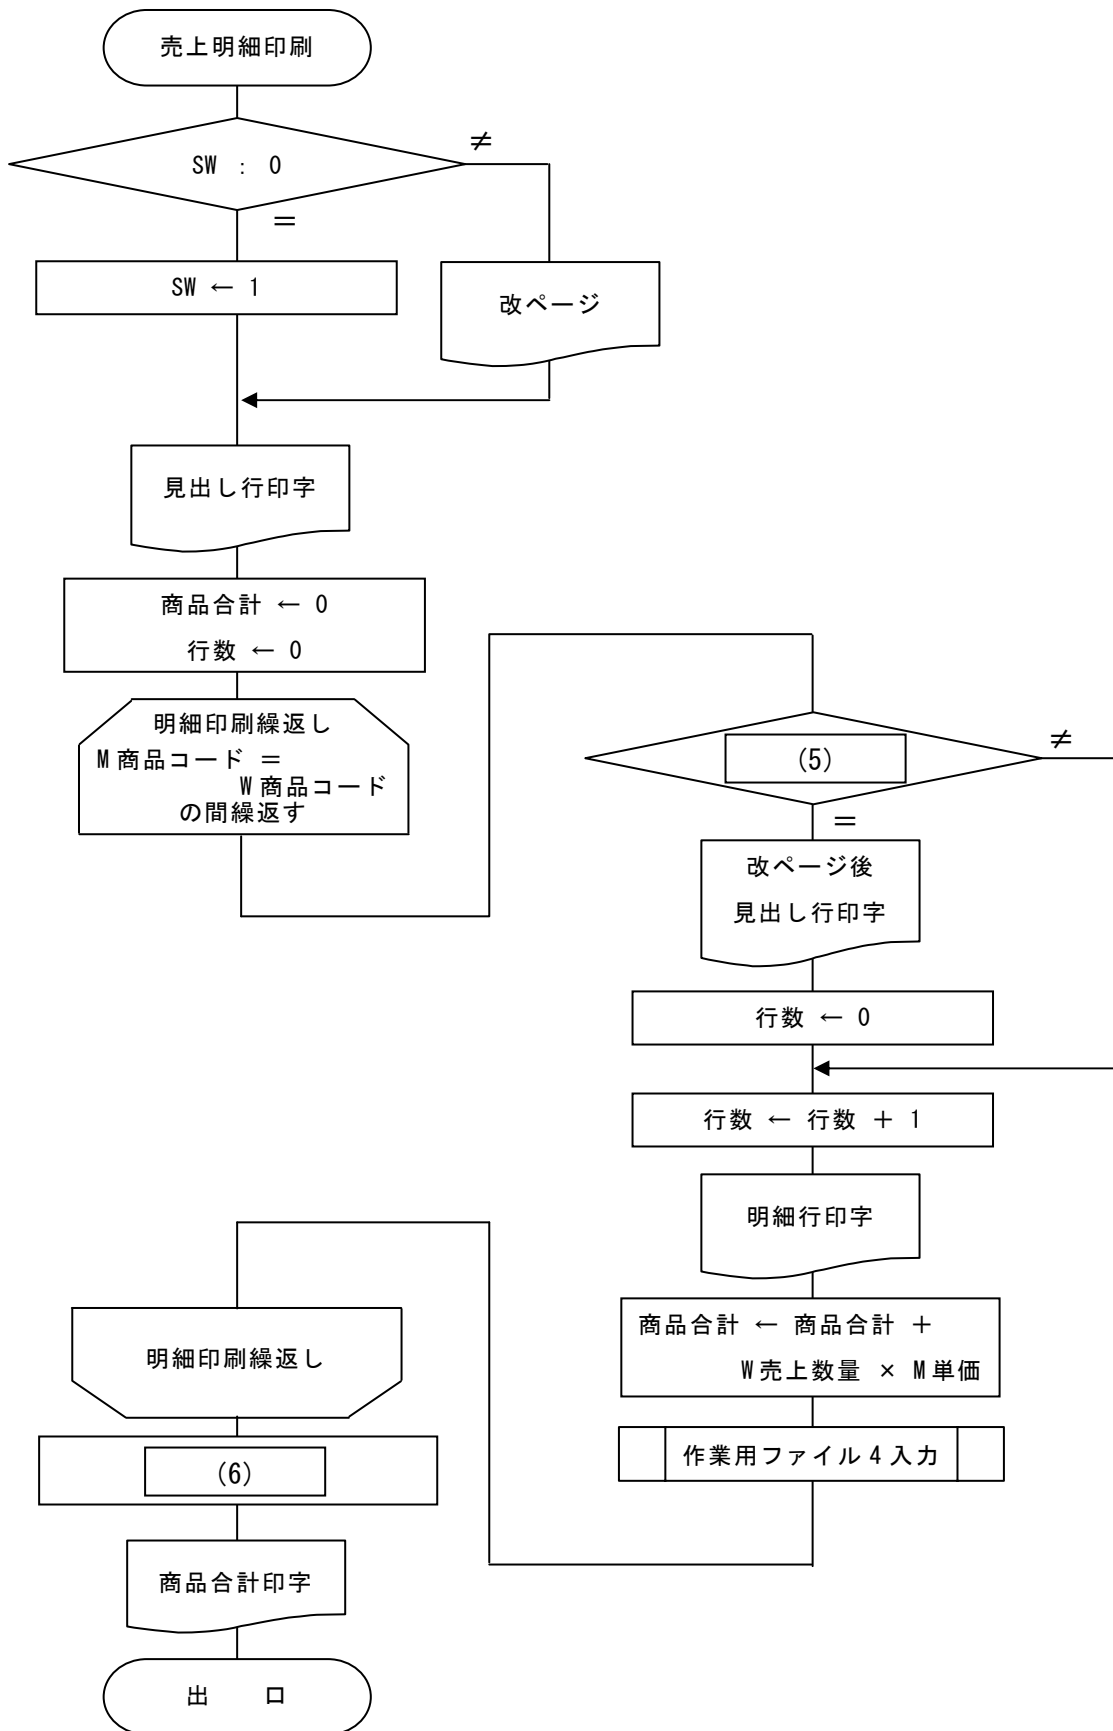 売上明細印刷
SW : 0
≠
＝
SW ← 1
改ページ
見出し行印字
商品合計 ← 0
行数 ← 0
明細印刷繰返し
M商品コード ＝
W商品コード
の間繰返す
(5)
≠
＝
改ページ後
見出し行印字
行数 ← 0
行数 ← 行数 ＋ 1
明細行印字
商品合計 ← 商品合計 ＋
W売上数量 × M単価
作業用ファイル4入力
明細印刷繰返し
(6)
商品合計印字
出　　口